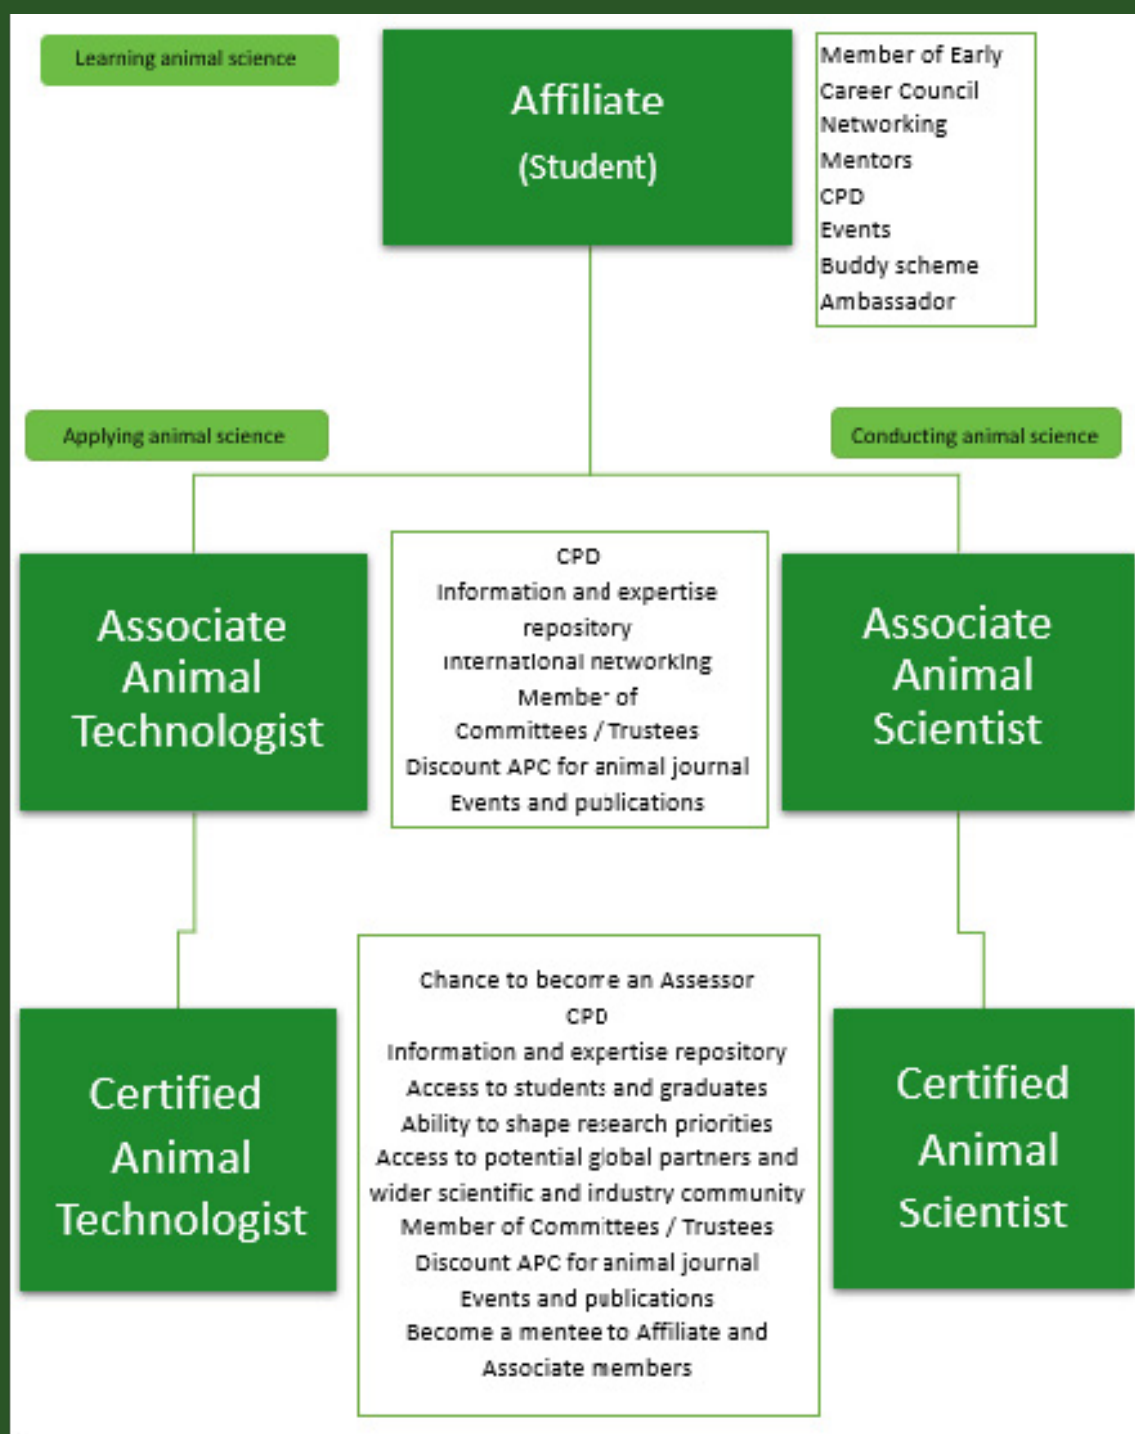 Learning animal science
Affiliate
(Student)
Member of Early
Career Council
Networking
Mentors
CPD
Events
Buddy scheme
Ambassador
Applying animal science
Conducting animal science
Associate
Animal
Technologist
CPD
Information and expertise
repository
International networking
Member of
Committees / Trustees
Discount APC for animal journal
Events and publications
Associate
Animal
Scientist
Certified
Animal
Technologist
Chance to become an Assessor
CPD
Information and expertise repository
Access to students and graduates
Ability to shape research priorities
Access to potential global partners and
wider scientific and industry community
Member of Committees / Trustees
Discount APC for animal journal
Events and publications
Become a mentee to Affiliate and
Associate members
Certified
Animal
Scientist